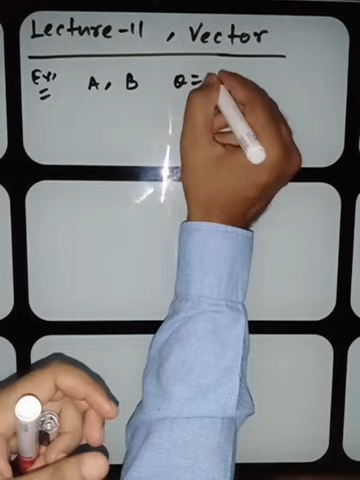 Lecture-11, Vector
Ex,
A, B θ=